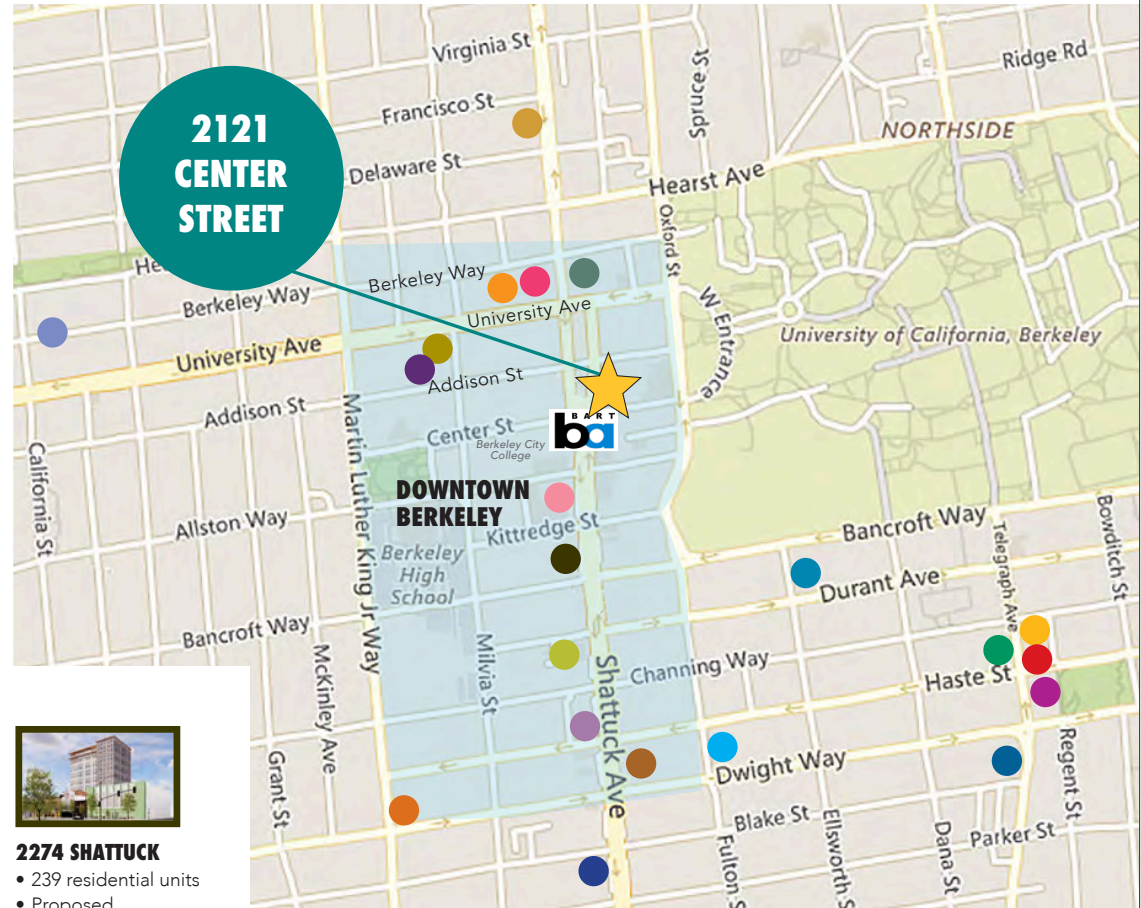 Virginia St
Ridge Rd
Spruce St
Francisco St
2121
CENTER
STREET
NORTHSIDE
Delaware St
Hearst Ave
Oxford St
He
Berkeley Way
Berkeley Way
University Ave
W Entrance
University of California, Berkeley
University Ave
Addison St
Addison St
Martin Luther King Jr Way
Center St
BART
ba
Berkeley City
College
California St
DOWNTOWN
BERKELEY
Allston Way
Kittredge St
Bancroft Way
Telegraph Ave
Bowditch St
Berkeley
High
School
Durant Ave
Bancroft Way
McKinley Ave
Milvia St
Shattuck Ave
Channing Way
Haste St
Dwight Way
Regent St
Grant St
Blake St
Ellsworth S
Fulton S
Dana St
Parker St
2274 SHATTUCK
• 239 residential units
• Proposed